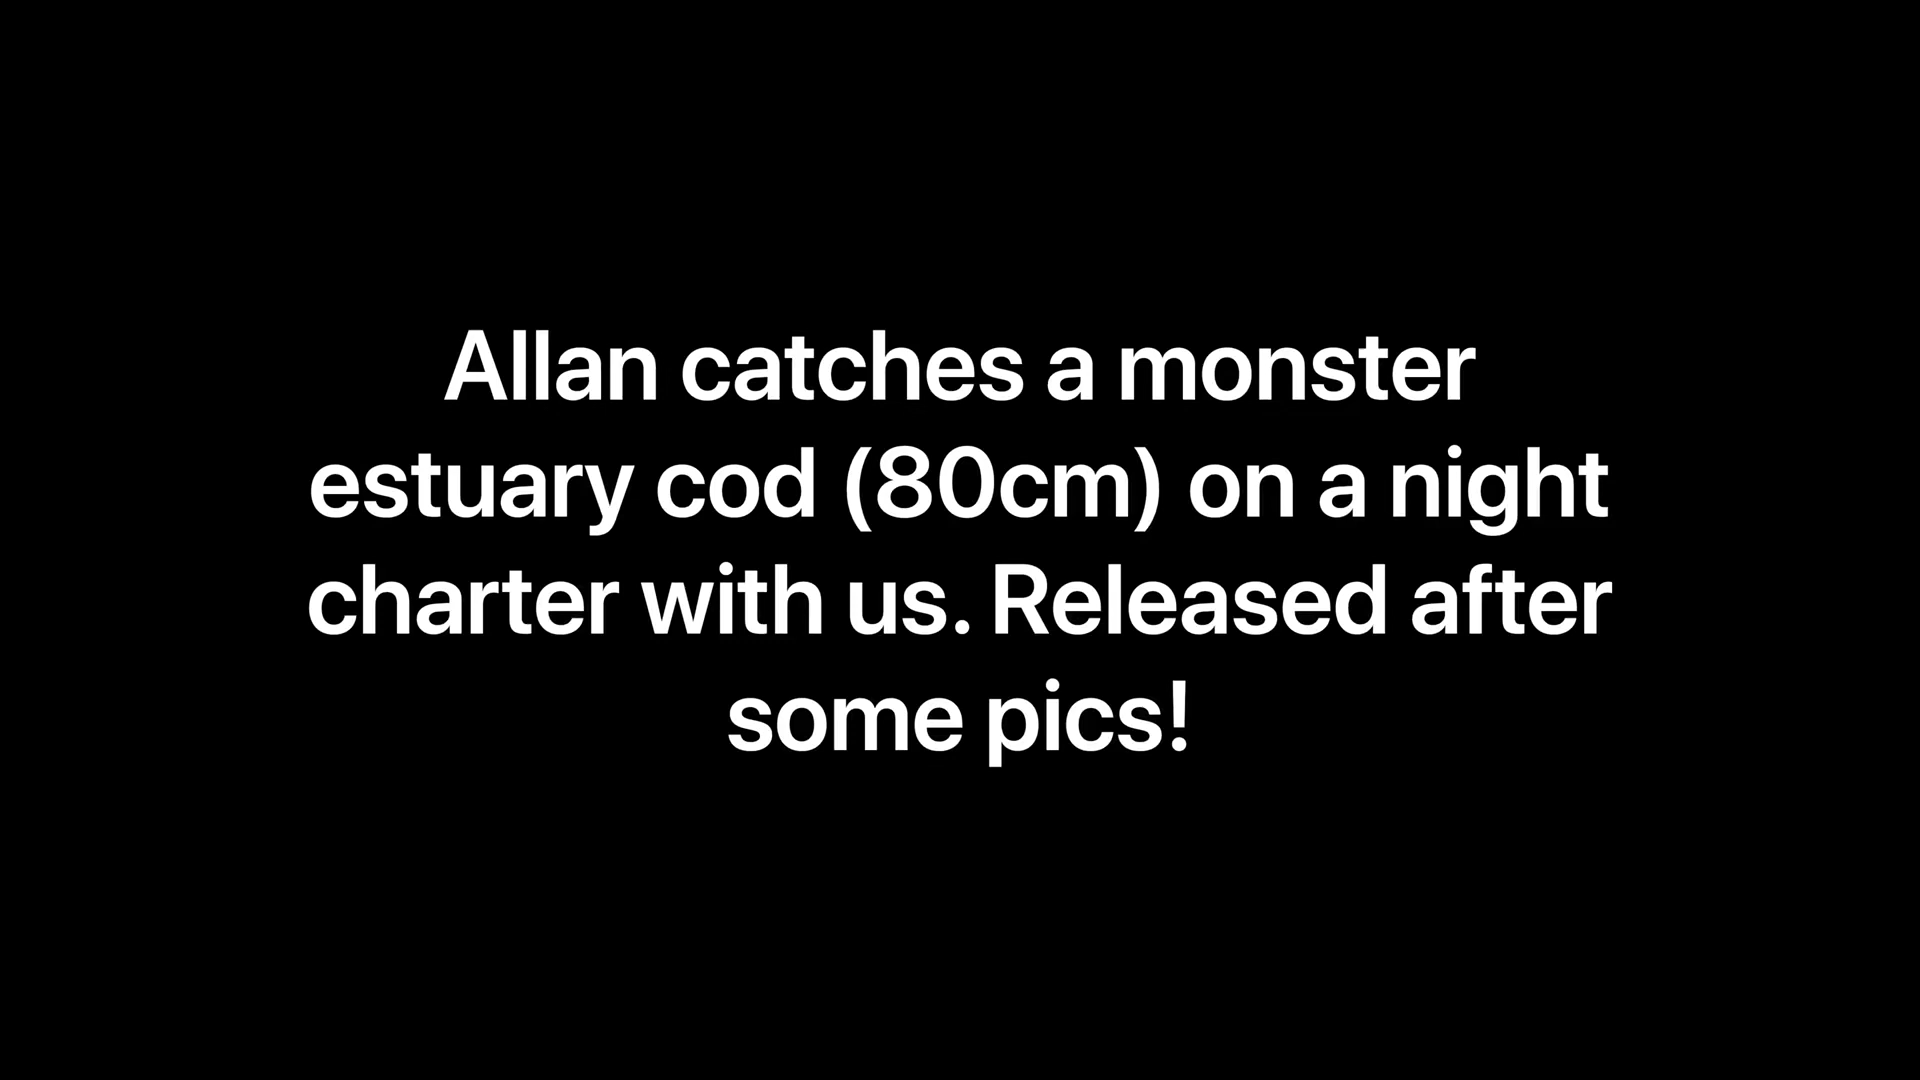 Allan catches a monster
estuary cod (80cm) on a night
charter with us. Released after
some pics!